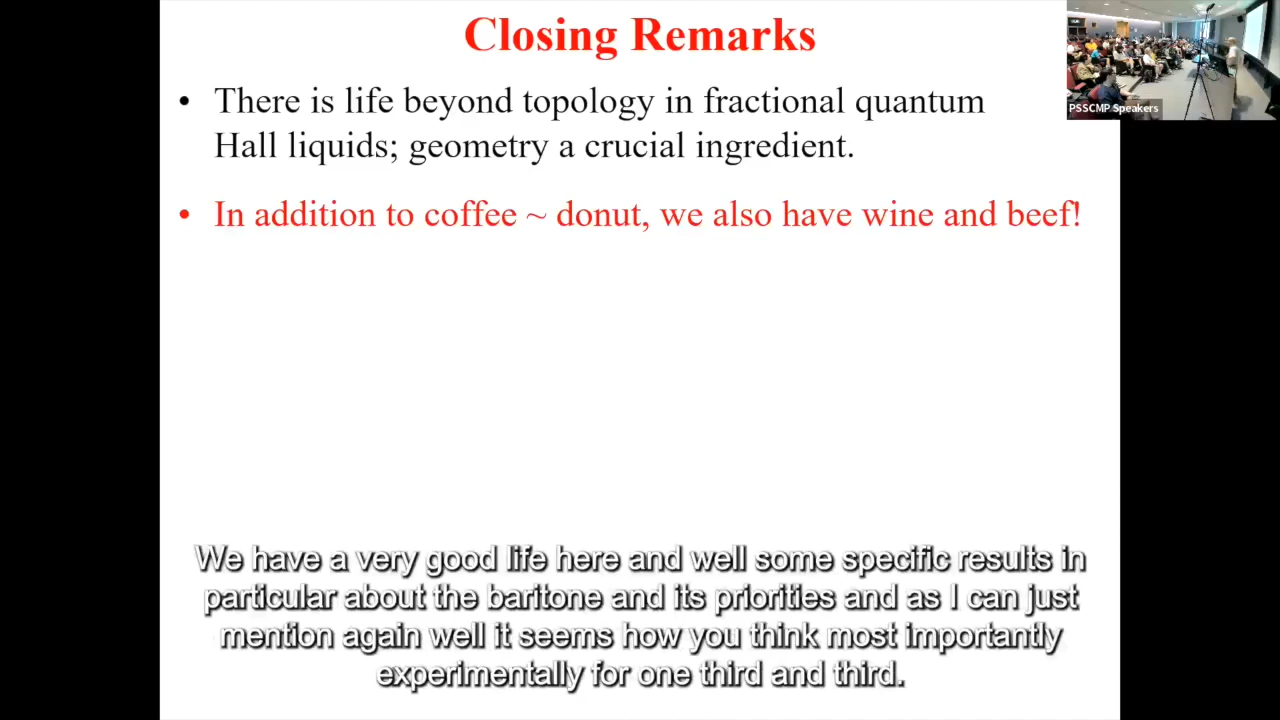 Closing Remarks
PSSCMP Speakers
• There is life beyond topology in fractional quantum
Hall liquids; geometry a crucial ingredient.
• In addition to coffee ~ donut, we also have wine and beef!
We have a very good life here and well some specific results in
particular about the baritone and its priorities and as I can just
mention again well it seems how you think most importantly
experimentally for one third and third.